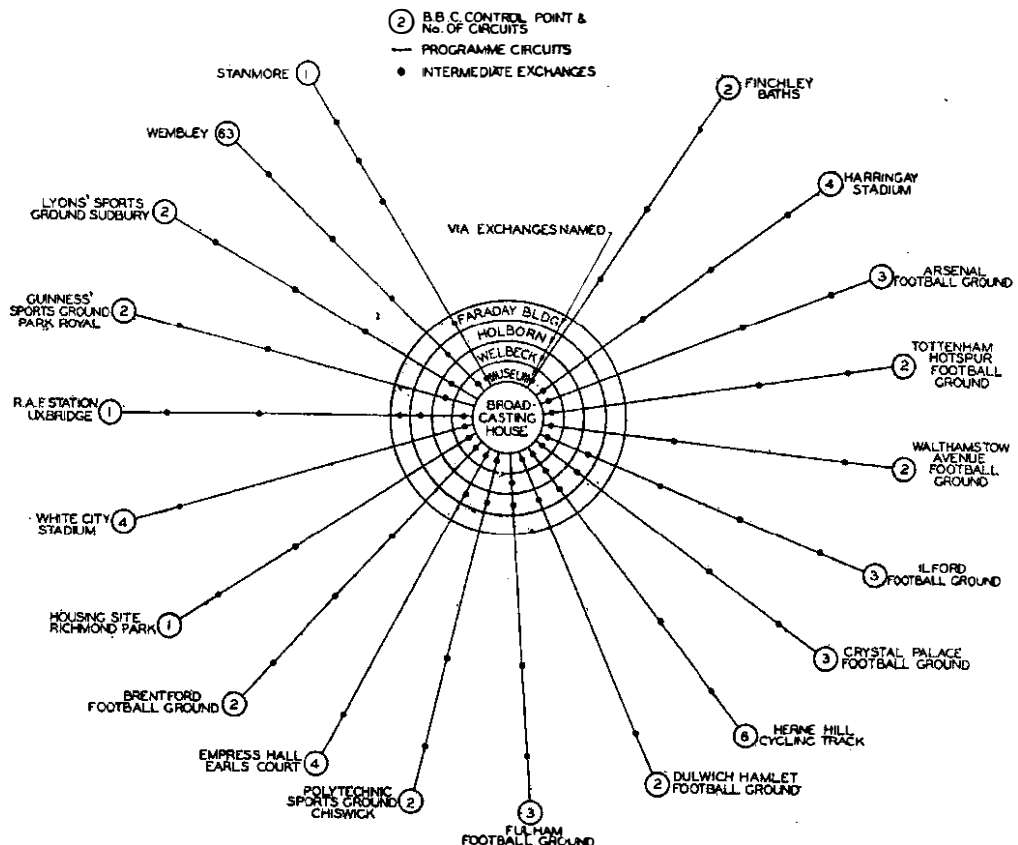 2 B.B.C. CONTROL POINT &
No. OF CIRCUITS
PROGRAMME CIRCUITS
INTERMEDIATE EXCHANGES
STANMORE 1
2 FINCHLEY
BATHS
WEMBLEY 63
4 HARRINGAY
STADIUM
LYONS' SPORTS
GROUND SUDBURY 2
VIA EXCHANGES NAMED
3 ARSENAL
FOOTBALL GROUND
GUINNESS'
SPORTS GROUND
PARK ROYAL 2
FARADAY BLDG
HOLBORN
WELBECK
MUSEUM
BROAD-
CASTING
HOUSE
2 TOTTENHAM
HOTSPUR
FOOTBALL
GROUND
R.A.F STATION
UXBRIDGE 1
2 WALTHAMSTOW
AVENUE
FOOTBALL
GROUND
WHITE CITY
STADIUM 4
3 ILFORD
FOOTBALL GROUND
HOUSING SITE
RICHMOND PARK 1
3 CRYSTAL PALACE
FOOTBALL GROUND
BRENTFORD
FOOTBALL GROUND 2
6 HERNE HILL
CYCLING TRACK
EMPRESS HALL
EARLS COURT 4
2 DULWICH HAMLET
FOOTBALL GROUND
POLYTECHNIC
SPORTS GROUND
CHISWICK 2
3
FULHAM
FOOTBALL GROUND